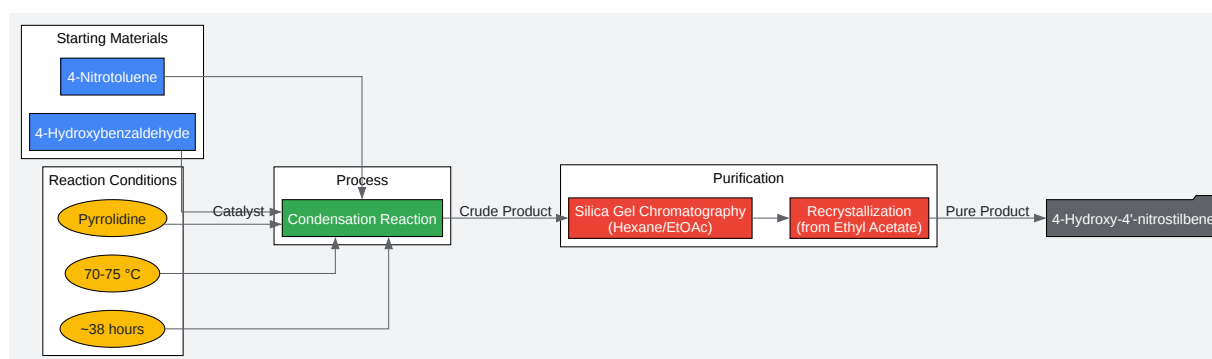 Starting Materials
4-Nitrotoluene
4-Hydroxybenzaldehyde
Reaction Conditions
Pyrrolidine
70-75 °C
~38 hours
Catalyst
Process
Condensation Reaction
Crude Product
Purification
Silica Gel Chromatography
(Hexane/EtOAc)
Recrystallization
(from Ethyl Acetate)
Pure Product
4-Hydroxy-4'-nitrostilbene